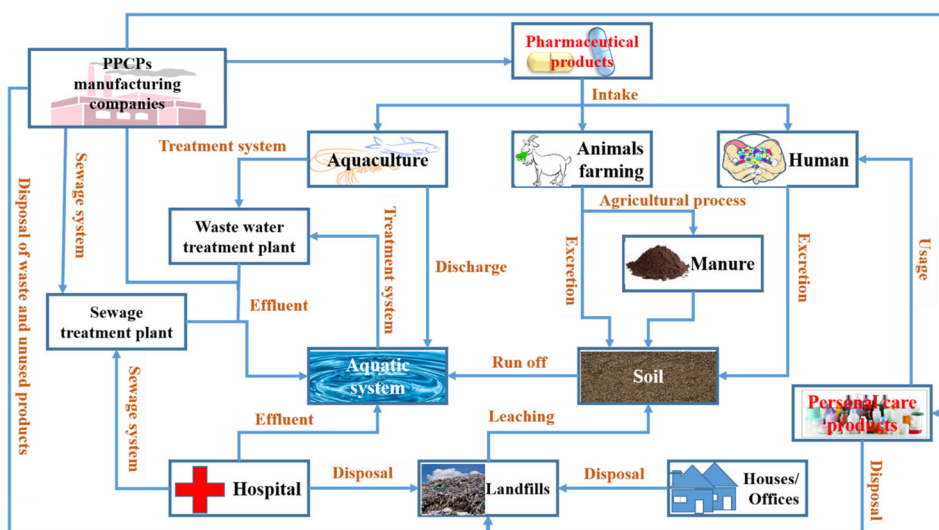 PPCPs
manufacturing
companies
Pharmaceutical
products
Intake
Treatment system
Aquaculture
Animals
farming
Human
Sewage system
Disposal of waste and unused products
Waste water
treatment plant
Treatment system
Discharge
Agricultural process
Excretion
Manure
Excretion
Usage
Effluent
Sewage
treatment plant
Aquatic
system
Run off
Soil
Personal care
products
Sewage system
Effluent
Leaching
Hospital
Disposal
Landfills
Disposal
Houses/
Offices
Disposal